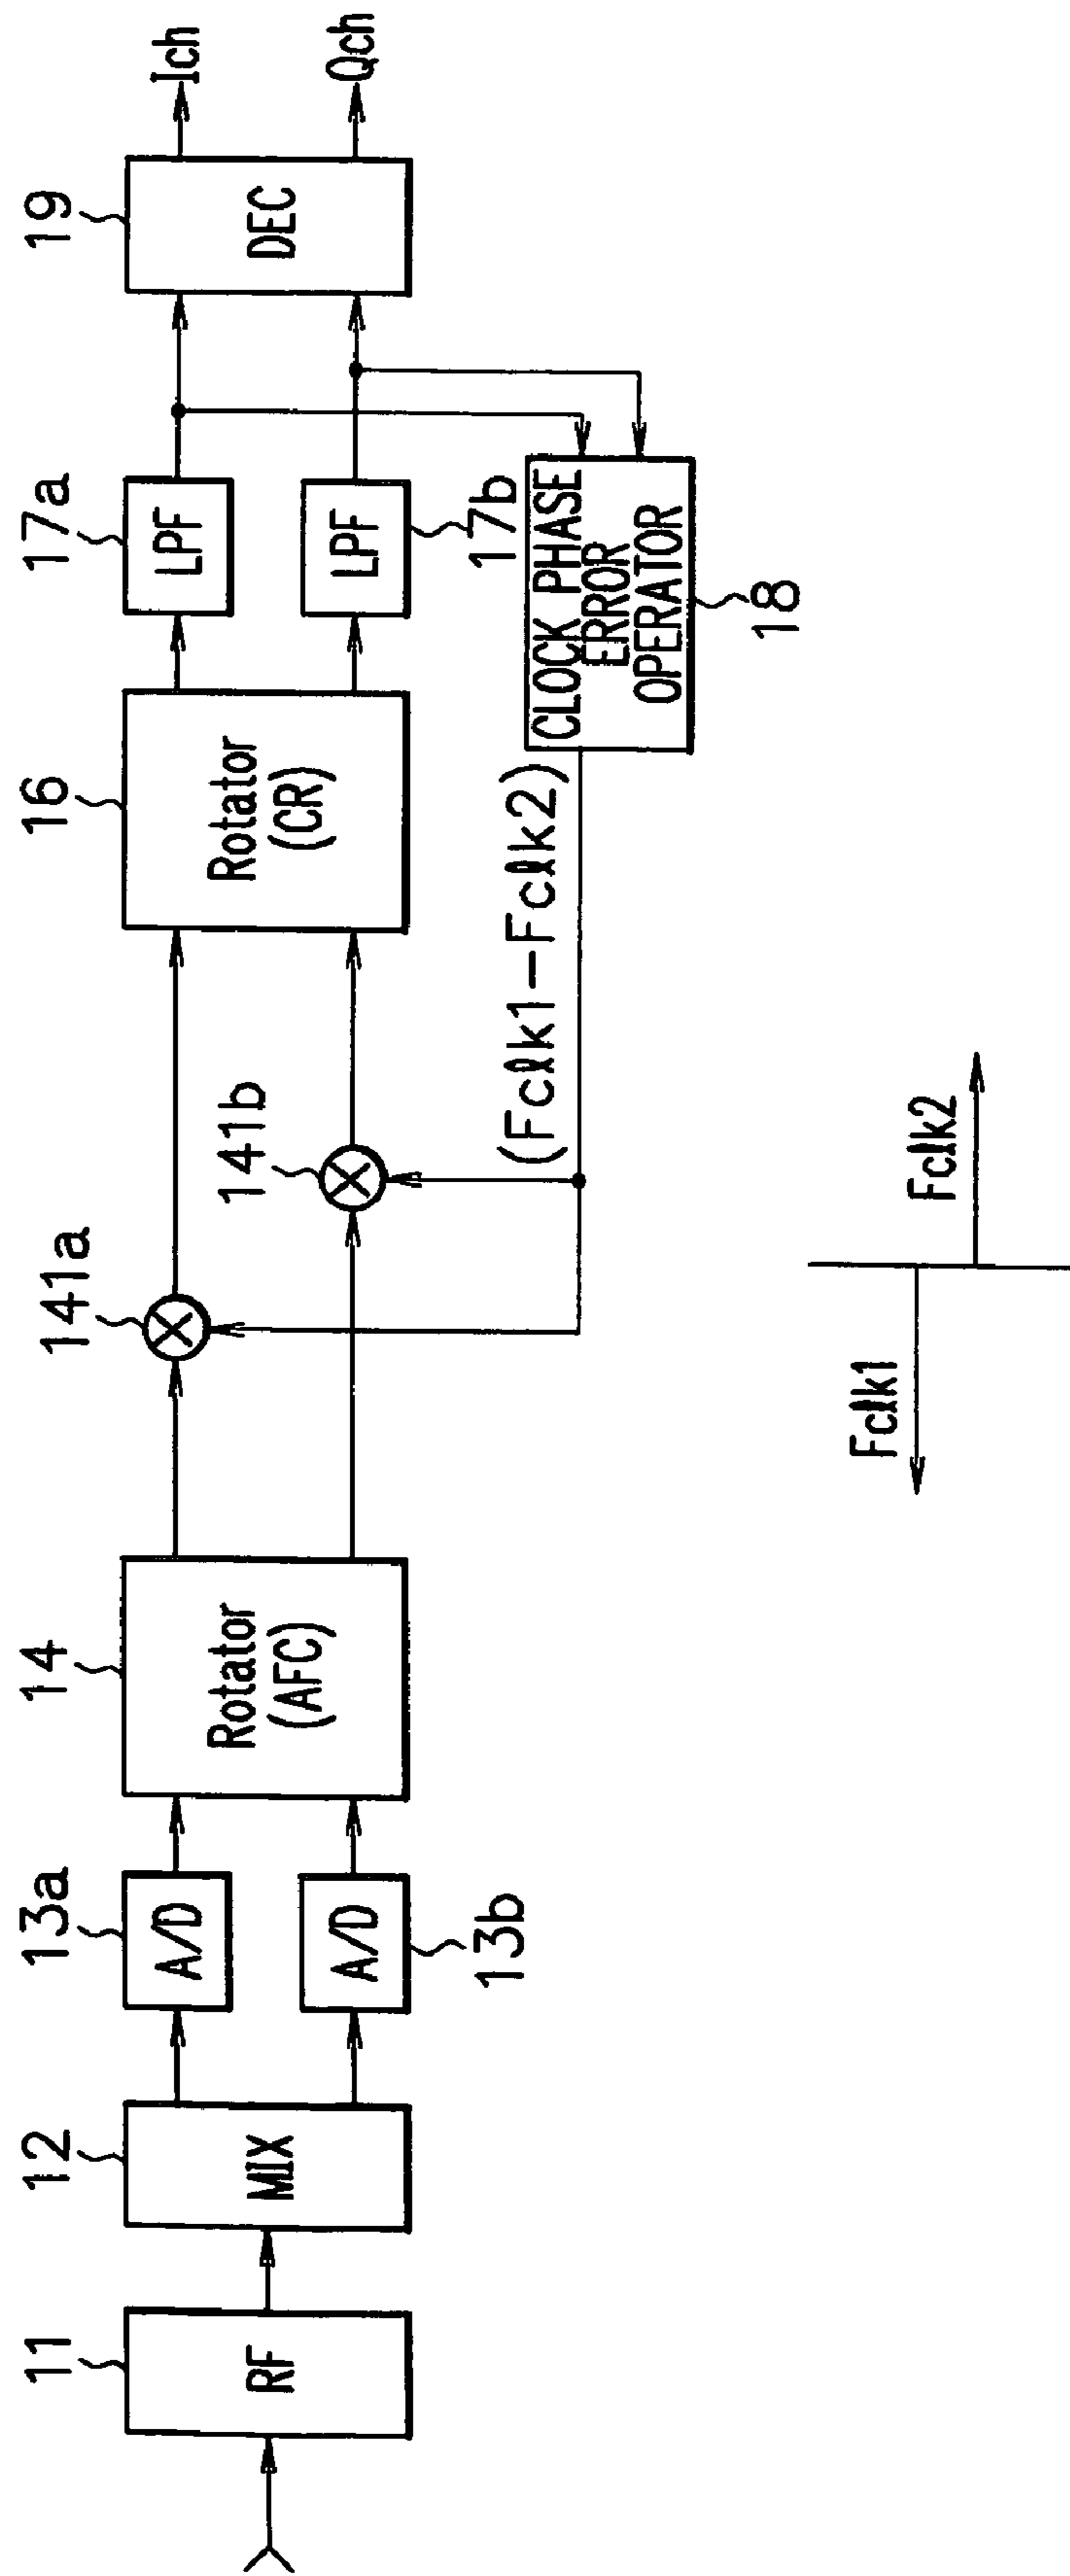 11
RF
12
MIX
13a
A/D
13b
A/D
14
Rotator
(AFC)
141a
141b
16
Rotator
(CR)
17a
LPF
17b
LPF
19
DEC
Ich
Qch
CLOCK PHASE
ERROR
OPERATOR
18
(Fclk1-Fclk2)
Fclk1
Fclk2